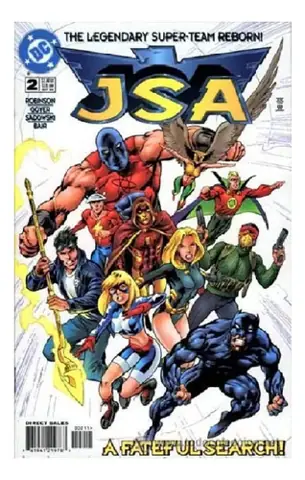 THE LEGENDARY SUPER-TEAM REBORN!
DC
JSA
2
ROBINSON
GOYER
SADOWSKI
BAIR
DIRECT SALES
A FATEFUL SEARCH!